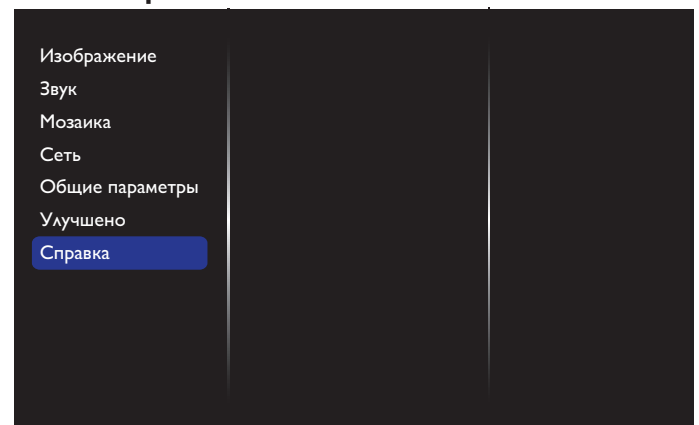 Изображение
Звук
Мозаика
Сеть
Общие параметры
Улучшено
Справка